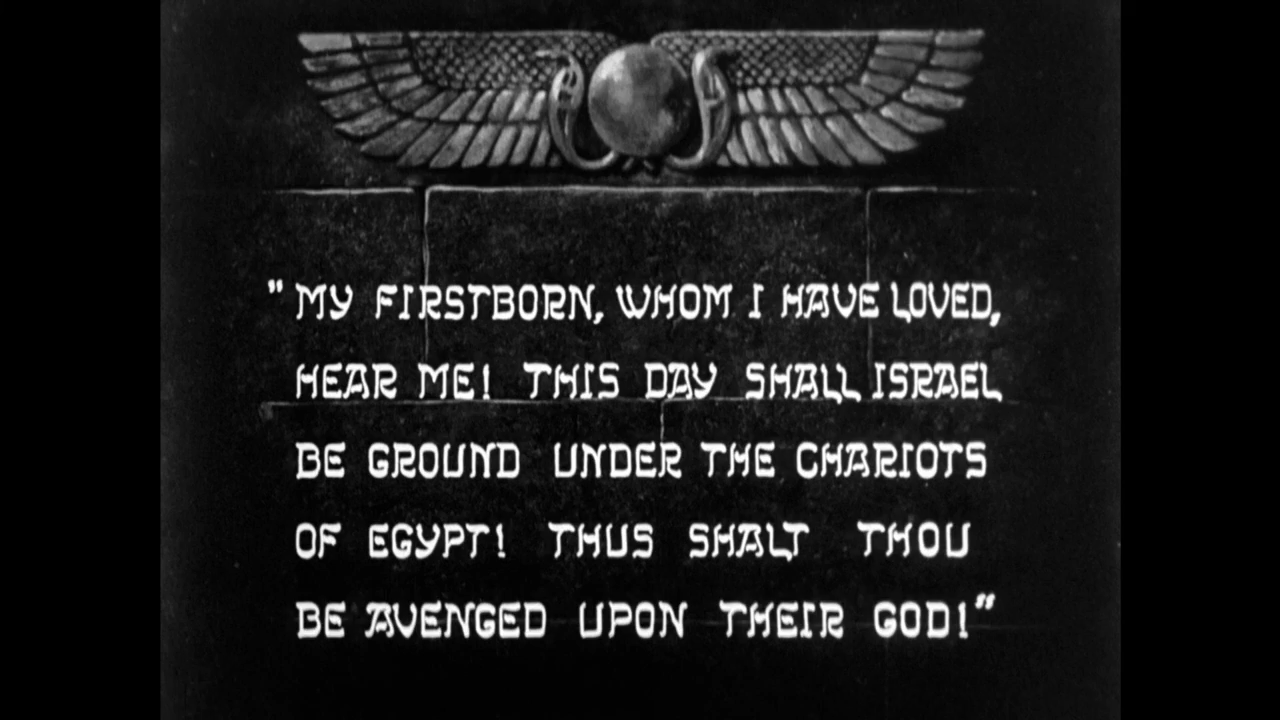 "MY FIRSTBORN, WHOM I HAVE LOVED,
HEAR ME! THIS DAY SHALL ISRAEL
BE GROUND UNDER THE CHARIOTS
OF EGYPT! THUS SHALT THOU
BE AVENGED UPON THEIR GOD!"